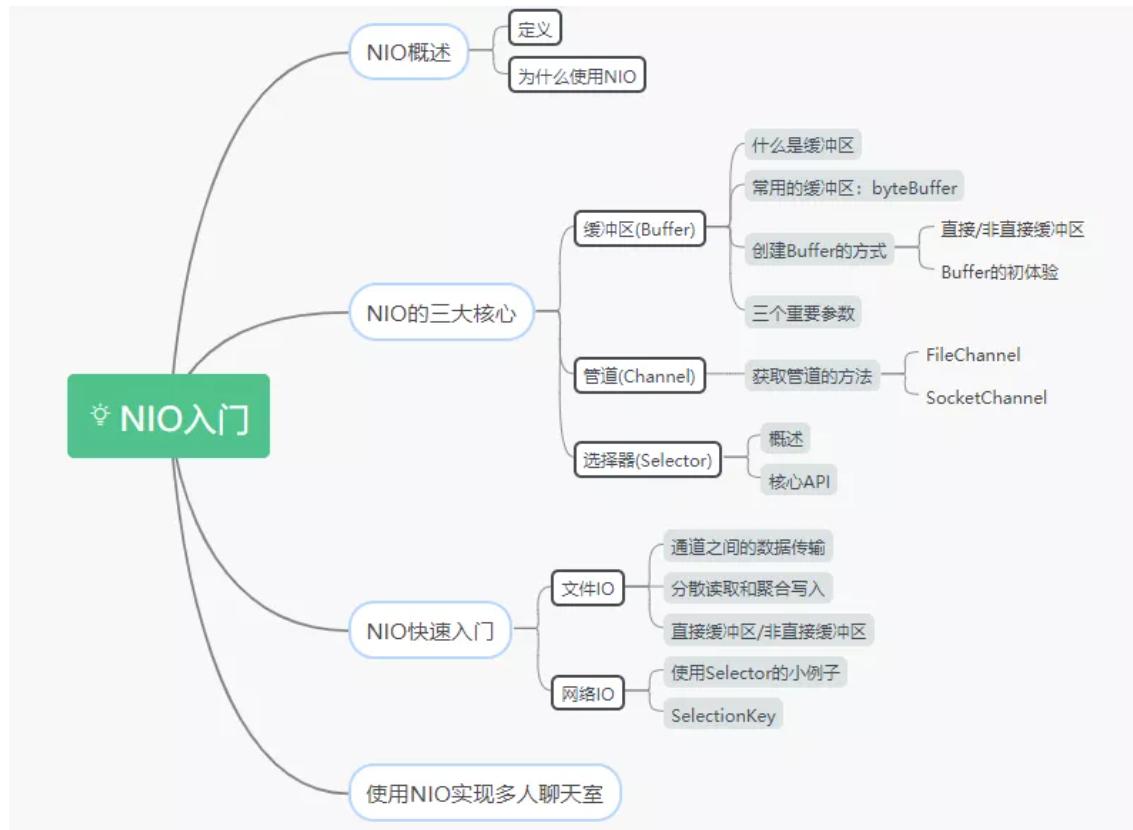 NIO入门
NIO概述
定义
为什么使用NIO
NIO的三大核心
缓冲区(Buffer)
什么是缓冲区
常用的缓冲区：byteBuffer
创建Buffer的方式
直接/非直接缓冲区
Buffer的初体验
三个重要参数
管道(Channel)
获取管道的方法
FileChannel
SocketChannel
选择器(Selector)
概述
核心API
NIO快速入门
文件IO
通道之间的数据传输
分散读取和聚合写入
直接缓冲区/非直接缓冲区
网络IO
使用Selector的小例子
SelectionKey
使用NIO实现多人聊天室